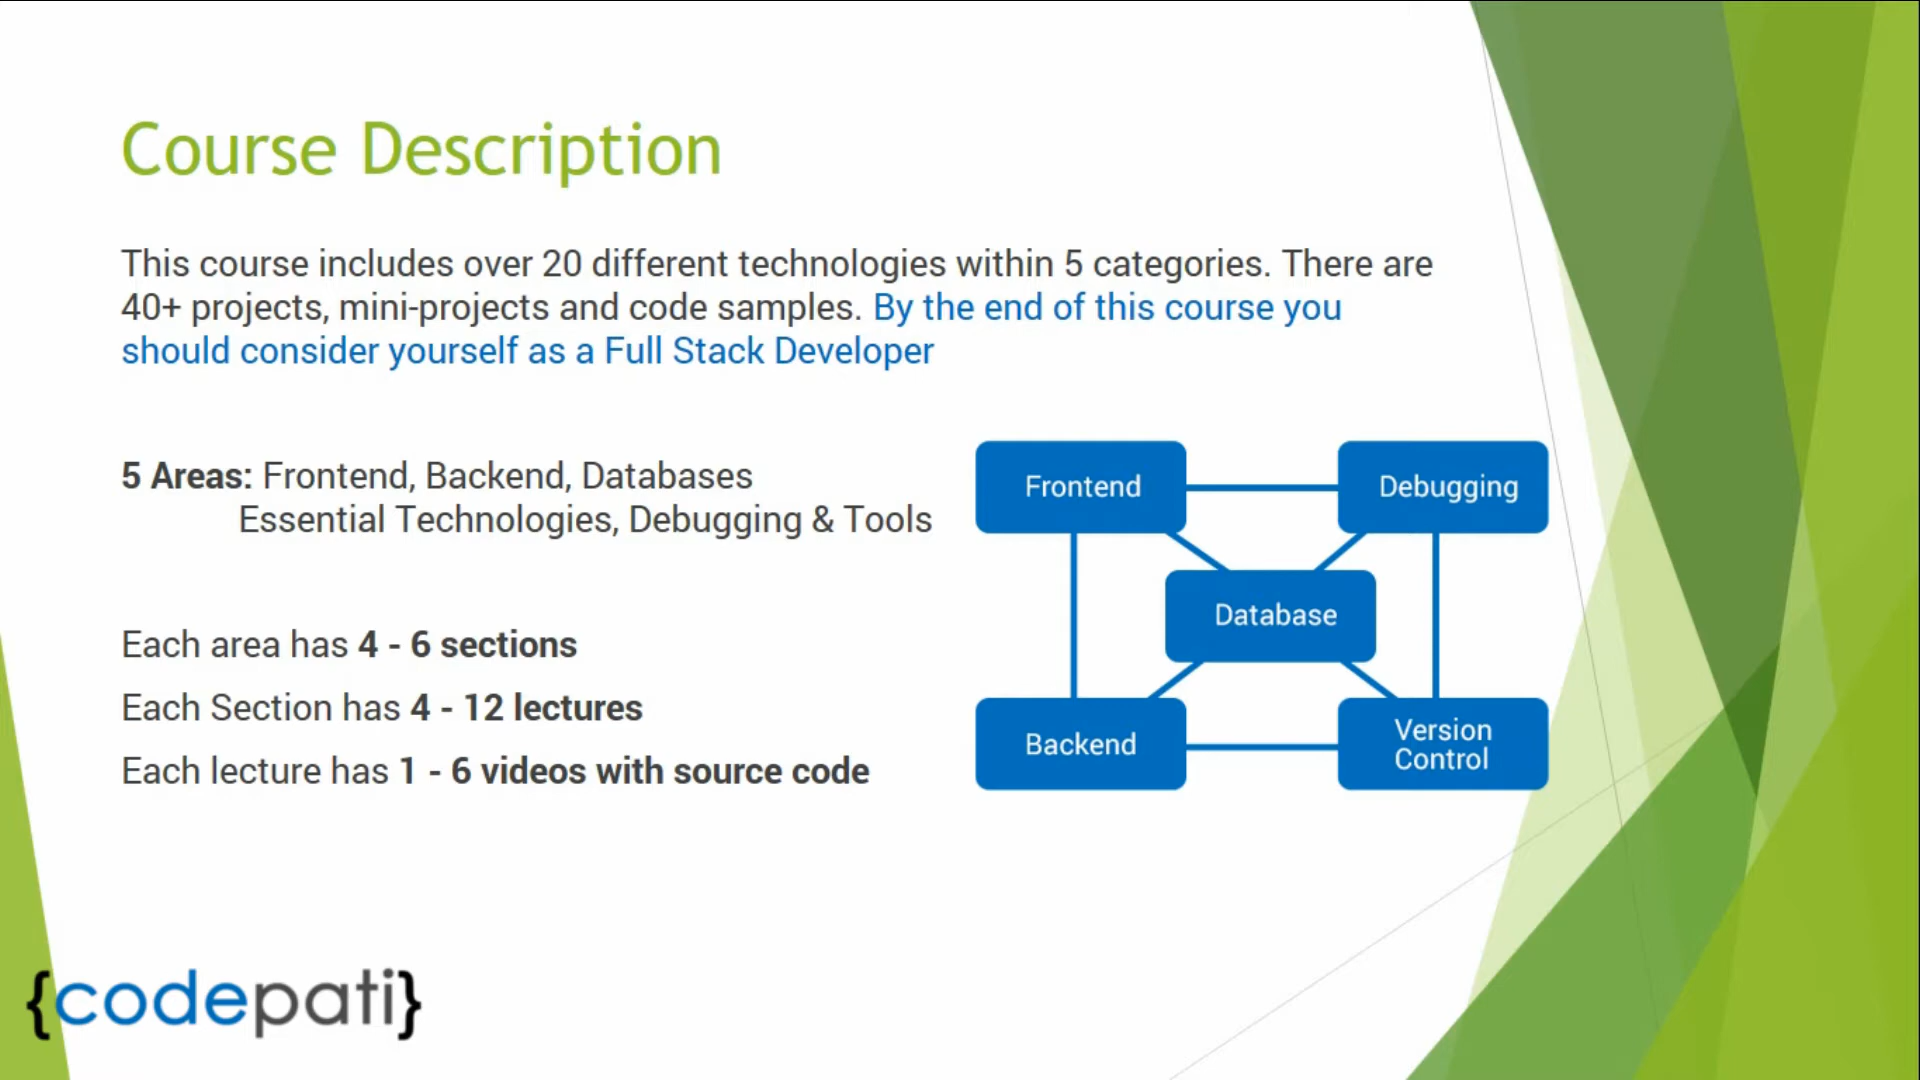 Course Description
This course includes over 20 different technologies within 5 categories. There are
40+ projects, mini-projects and code samples. By the end of this course you
should consider yourself as a Full Stack Developer
5 Areas: Frontend, Backend, Databases
Essential Technologies, Debugging & Tools
Each area has 4 - 6 sections
Each Section has 4 - 12 lectures
Each lecture has 1 - 6 videos with source code
Frontend
Debugging
Database
Backend
Version
Control
{codepati}